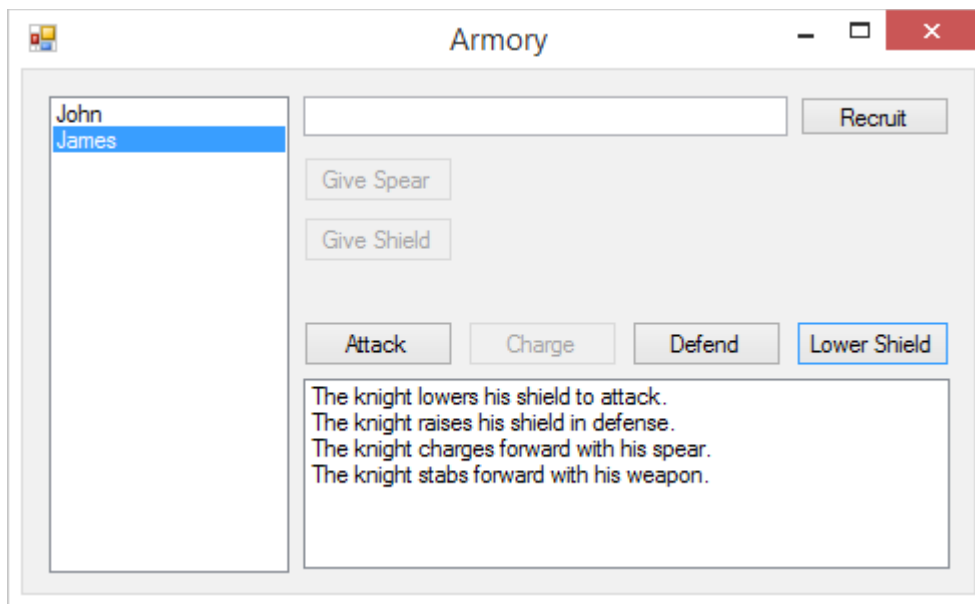 Armory
John
James
Recruit
Give Spear
Give Shield
Attack
Charge
Defend
Lower Shield
The knight lowers his shield to attack.
The knight raises his shield in defense.
The knight charges forward with his spear.
The knight stabs forward with his weapon.